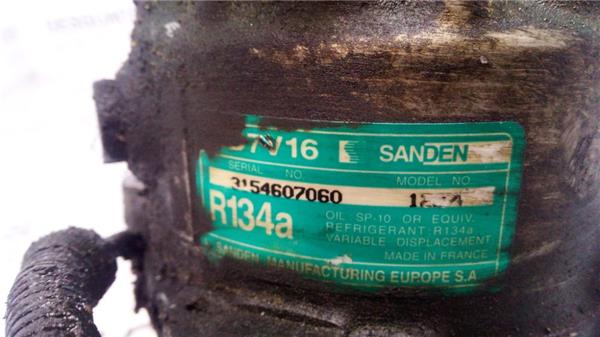 7V16 SANDEN
SERIAL NO. MODEL NO.
3154607060
R134a
OIL SP-10 OR EQUIV.
REFRIGERANT:R134a
VARIABLE DISPLACEMENT
MADE IN FRANCE
SANDEN MANUFACTURING EUROPE S.A